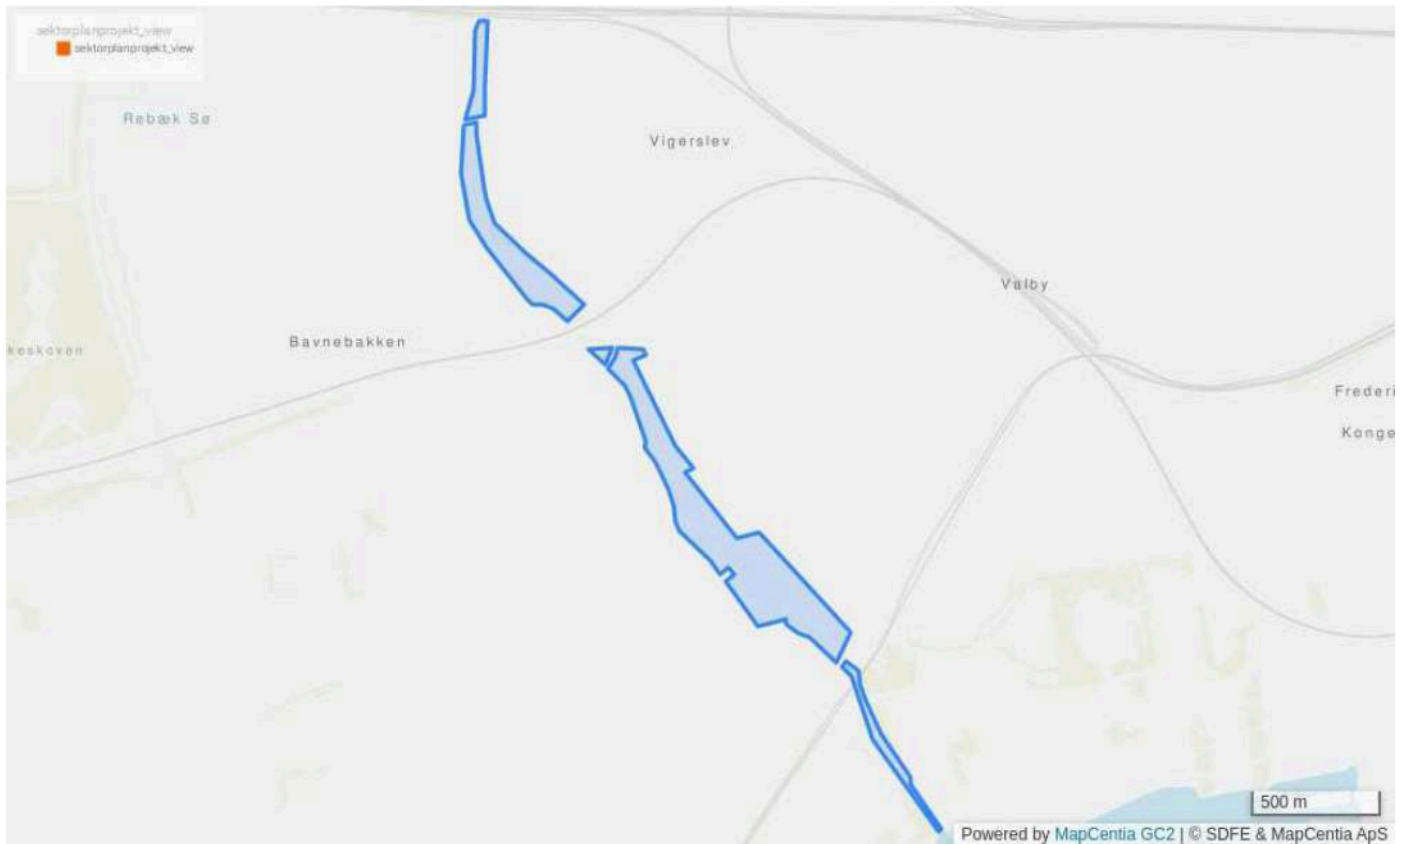 sektorplanprojekt_view
sektorplanprojekt_view
Rebæk Sø
Vigerslev
Valby
Bavnebakken
keskoven
Frederi
Konge
500 m
Powered by MapCentia GC2 | © SDFE & MapCentia ApS